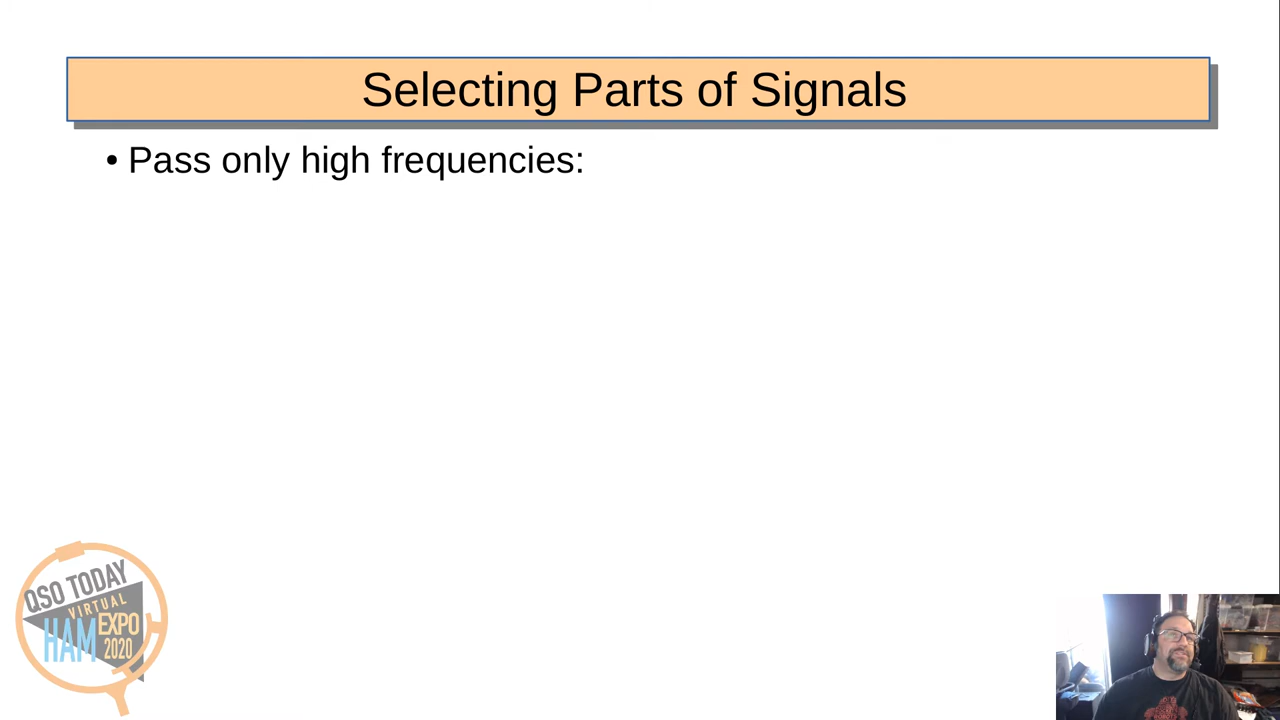 Selecting Parts of Signals
• Pass only high frequencies:
QSO TODAY
VIRTUAL
HAM EXPO
2020